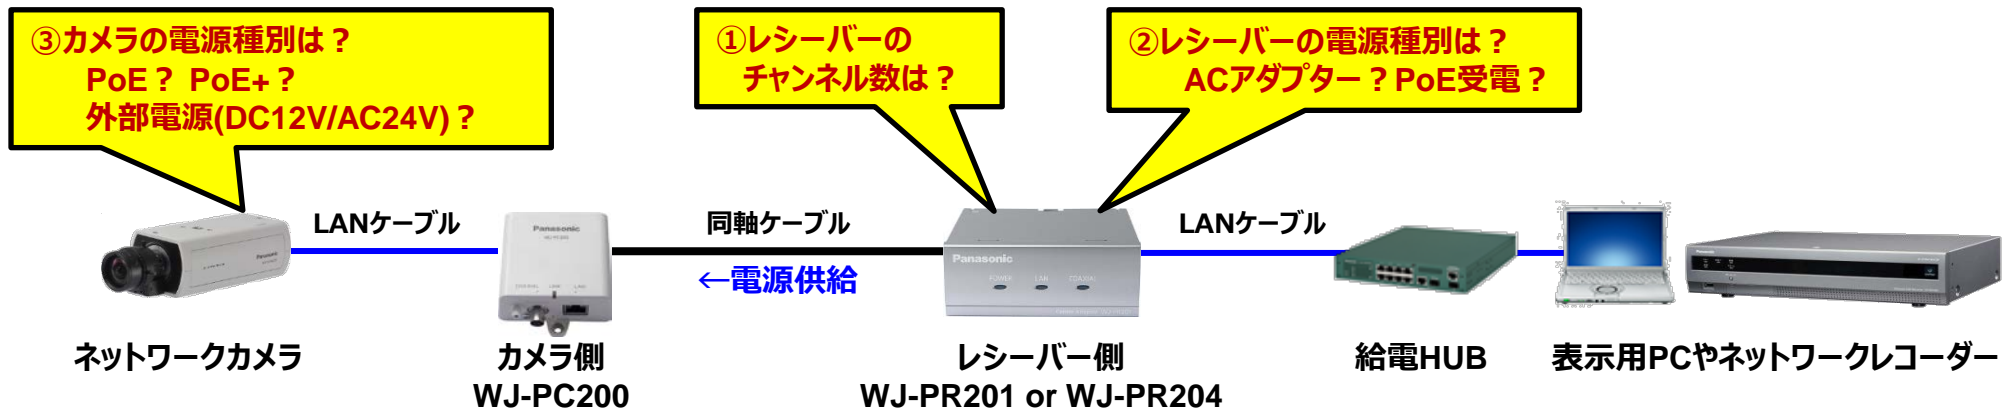 ③カメラの電源種別は？
PoE？ PoE+？
外部電源(DC12V/AC24V)？
①レシーバーの
チャンネル数は？
②レシーバーの電源種別は？
ACアダプター？PoE受電？
LANケーブル
同軸ケーブル
LANケーブル
←電源供給
Panasonic
Panasonic
POWER LAN COAXIAL
ネットワークカメラ
カメラ側
WJ-PC200
レシーバー側
WJ-PR201 or WJ-PR204
給電HUB
表示用PCやネットワークレコーダー